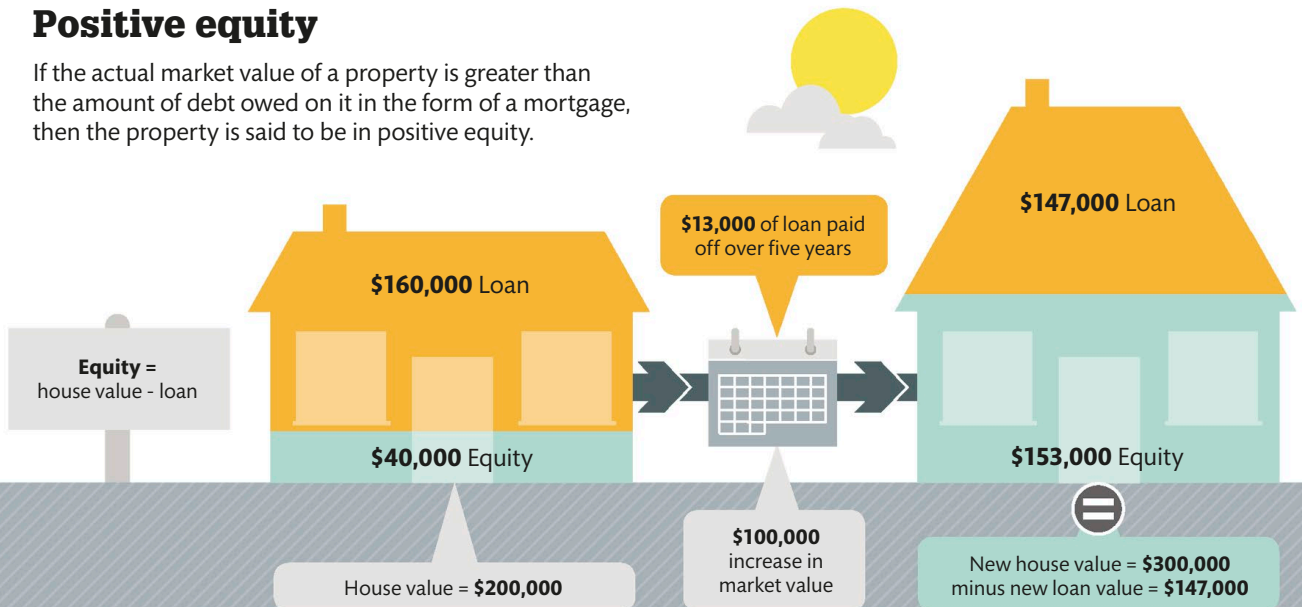 Positive equity
If the actual market value of a property is greater than
the amount of debt owed on it in the form of a mortgage,
then the property is said to be in positive equity.
Equity =
house value - loan
$160,000 Loan
$40,000 Equity
House value = $200,000
$13,000 of loan paid
off over five years
$100,000
increase in
market value
$147,000 Loan
$153,000 Equity
=
New house value = $300,000
minus new loan value = $147,000